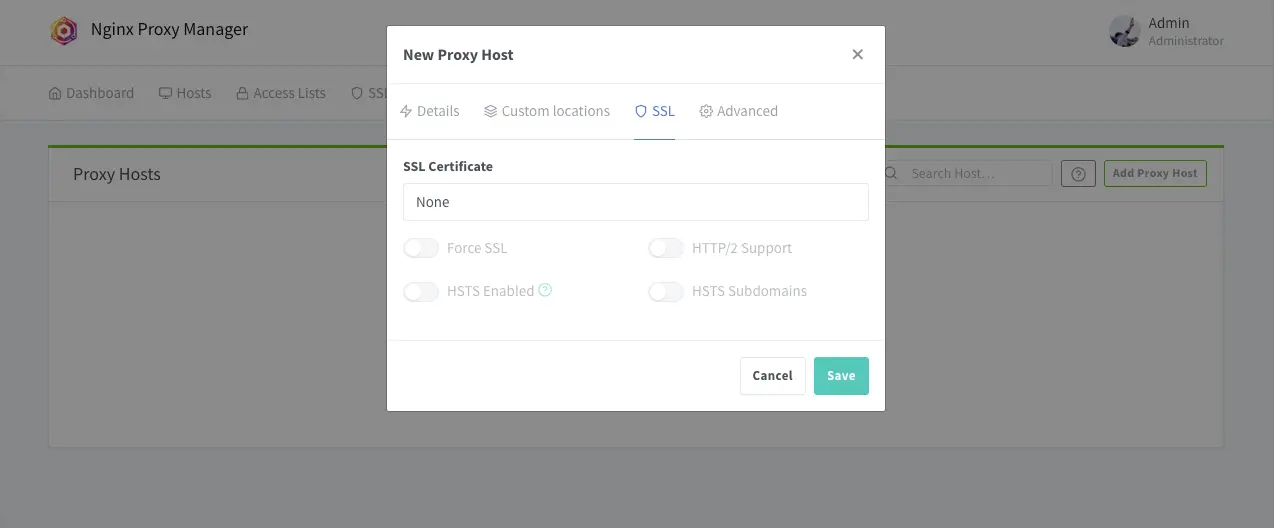 Nginx Proxy Manager
Admin
Administrator
Dashboard
Hosts
Access Lists
SSL
Proxy Hosts
Search Host…
Add Proxy Host
New Proxy Host
Details
Custom locations
SSL
Advanced
SSL Certificate
None
Force SSL
HTTP/2 Support
HSTS Enabled
HSTS Subdomains
Cancel
Save